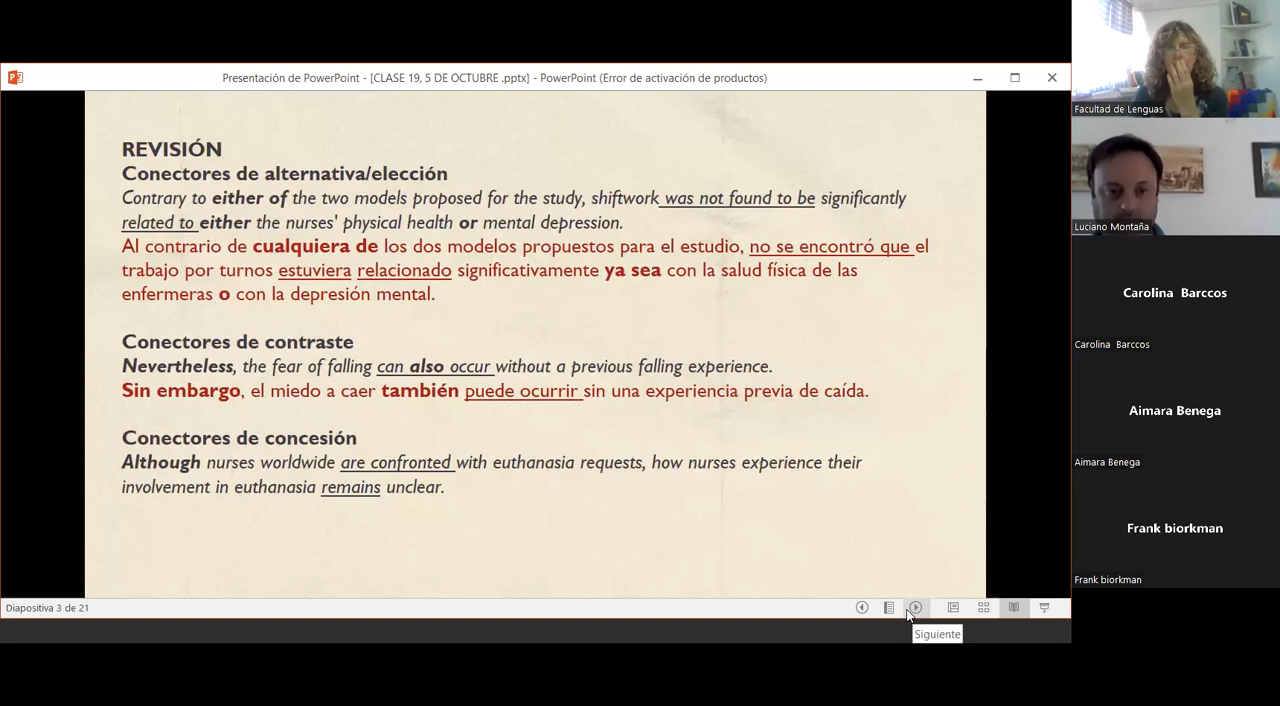 Presentación de PowerPoint - [CLASE 19, 5 DE OCTUBRE .pptx] - PowerPoint (Error de activación de productos)
REVISIÓN
Conectores de alternativa/elección
Contrary to either of the two models proposed for the study, shiftwork was not found to be significantly
related to either the nurses' physical health or mental depression.
Al contrario de cualquiera de los dos modelos propuestos para el estudio, no se encontró que el
trabajo por turnos estuviera relacionado significativamente ya sea con la salud física de las
enfermeras o con la depresión mental.
Conectores de contraste
Nevertheless, the fear of falling can also occur without a previous falling experience.
Sin embargo, el miedo a caer también puede ocurrir sin una experiencia previa de caída.
Conectores de concesión
Although nurses worldwide are confronted with euthanasia requests, how nurses experience their
involvement in euthanasia remains unclear.
Diapositiva 3 de 21
Siguiente
Facultad de Lenguas
Luciano Montaña
Carolina Barccos
Carolina Barccos
Aimara Benega
Aimara Benega
Frank biorkman
Frank biorkman